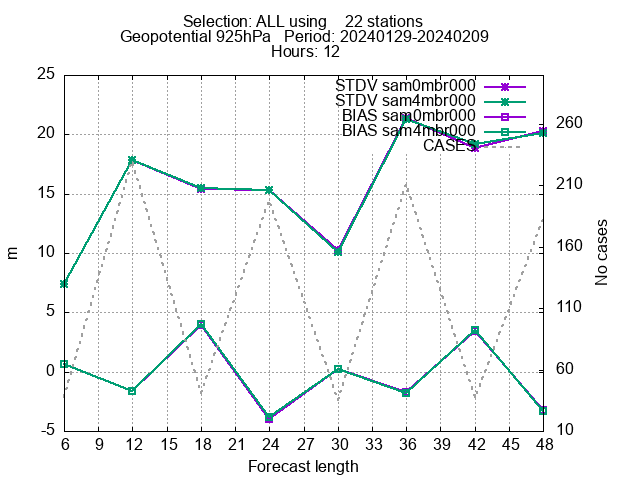 Selection: ALL using    22 stations
Geopotential 925hPa   Period: 20240129-20240209
Hours: 12
STDV sam0mbr000
STDV sam4mbr000
BIAS sam0mbr000
BIAS sam4mbr000
CASES
25
20
15
10
5
0
-5
m
260
210
160
110
60
10
No cases
6 9 12 15 18 21 24 27 30 33 36 39 42 45 48
Forecast length